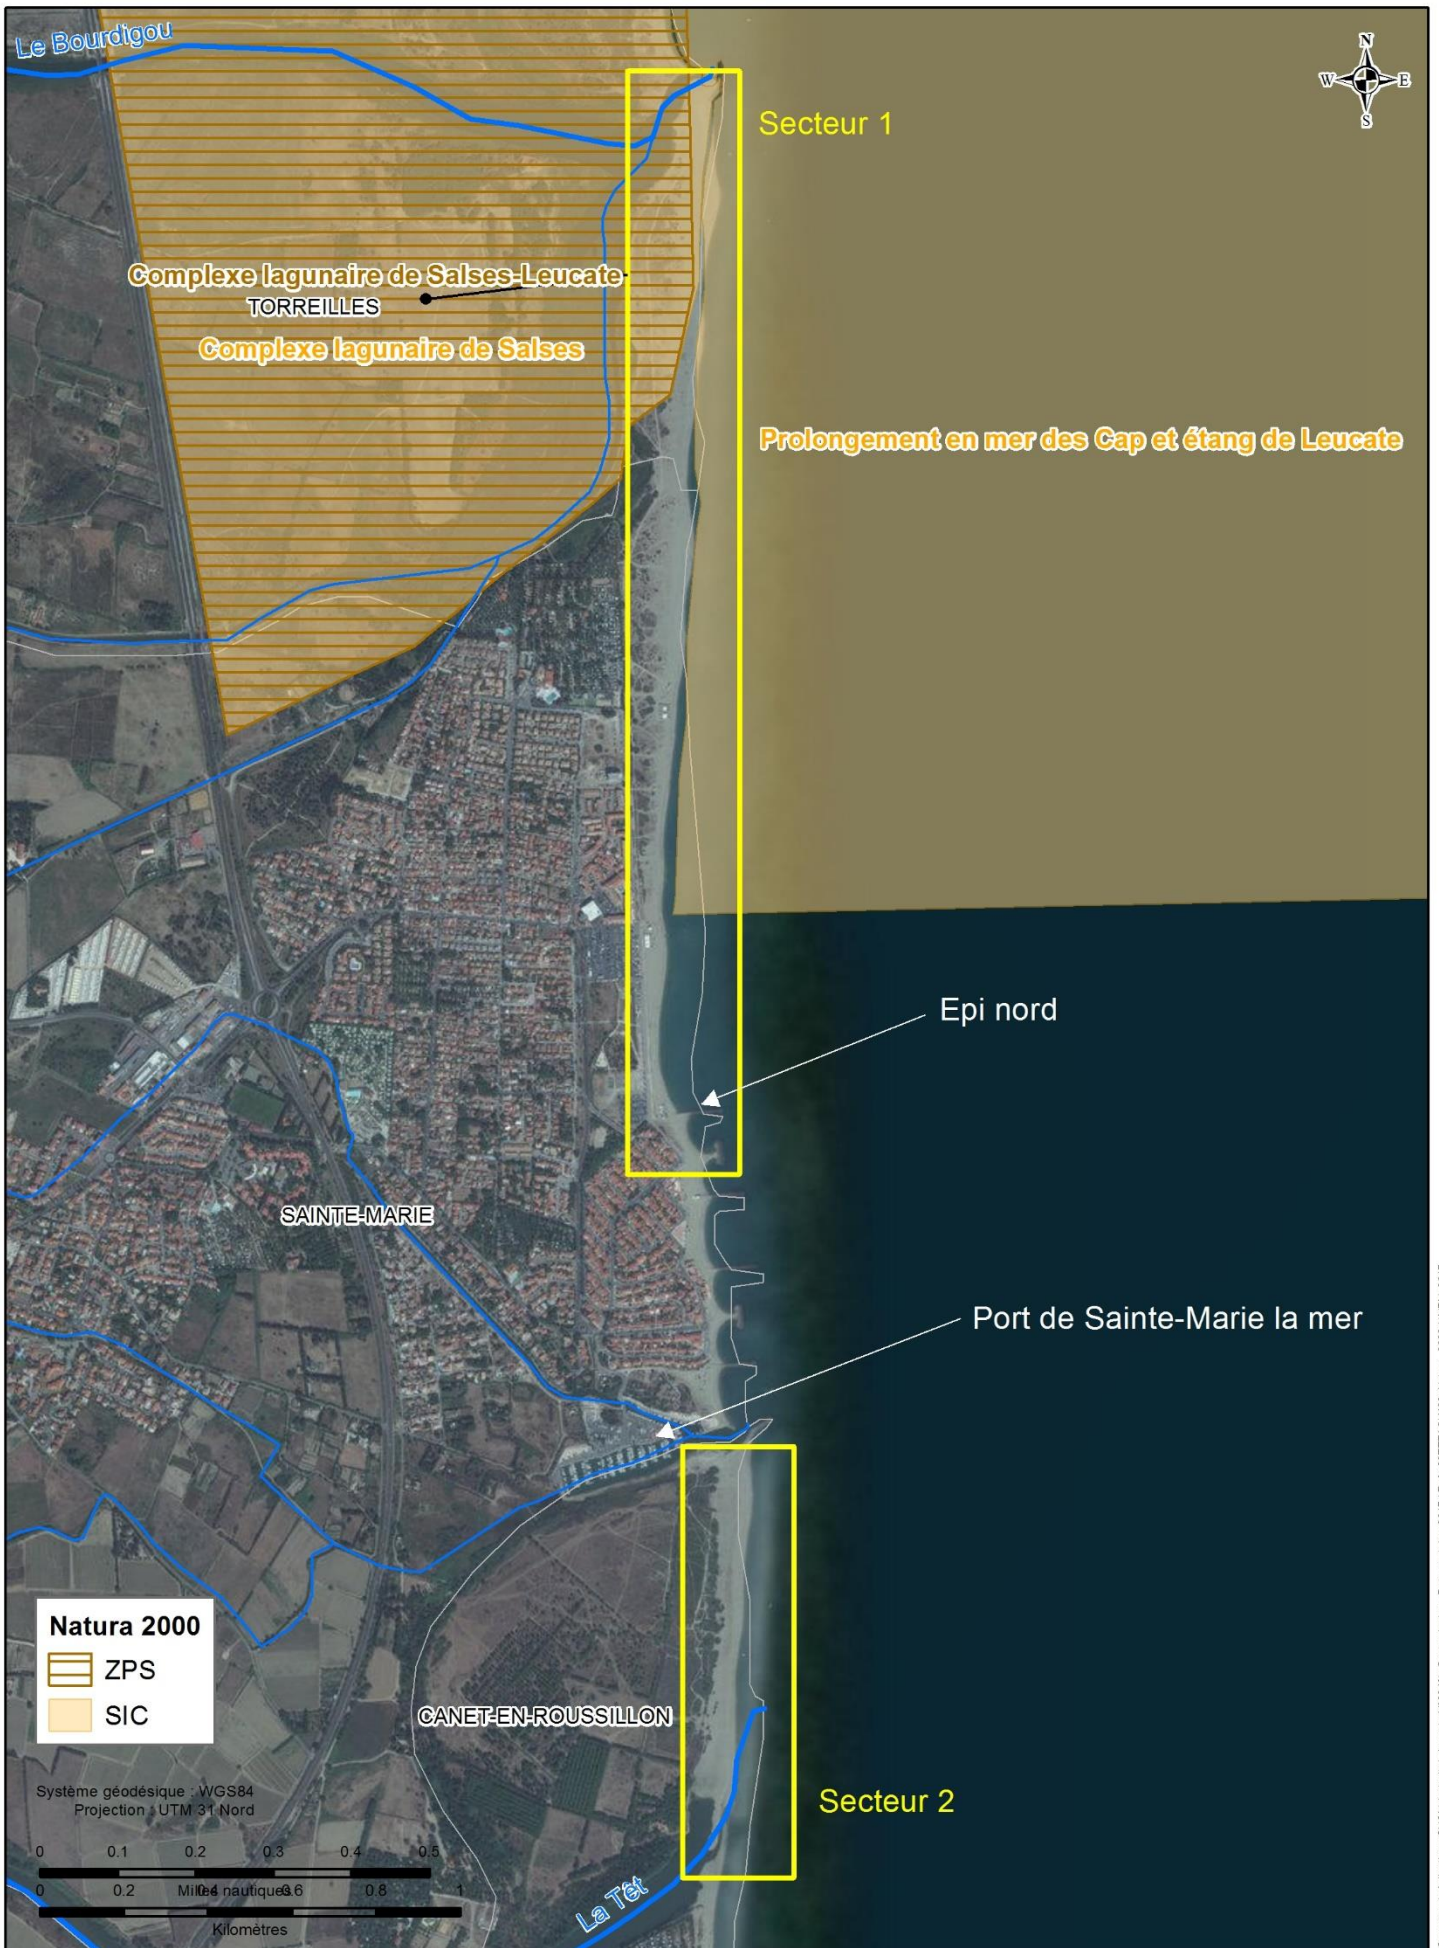 Le Bourdigou
N
W E
S
Secteur 1
Complexe lagunaire de Salses-Leucate
TORREILLES
Complexe lagunaire de Salses
Prolongement en mer des Cap et étang de Leucate
Epi nord
SAINTE-MARIE
Port de Sainte-Marie la mer
Natura 2000
ZPS
SIC
CANET-EN-ROUSSILLON
Système géodésique : WGS84
Projection : UTM 31 Nord
Secteur 2
0 0.1 0.2 0.3 0.4 0.5
Milles nautiques
0 0.2 0.4 0.6 0.8 1
Kilomètres
La Têt